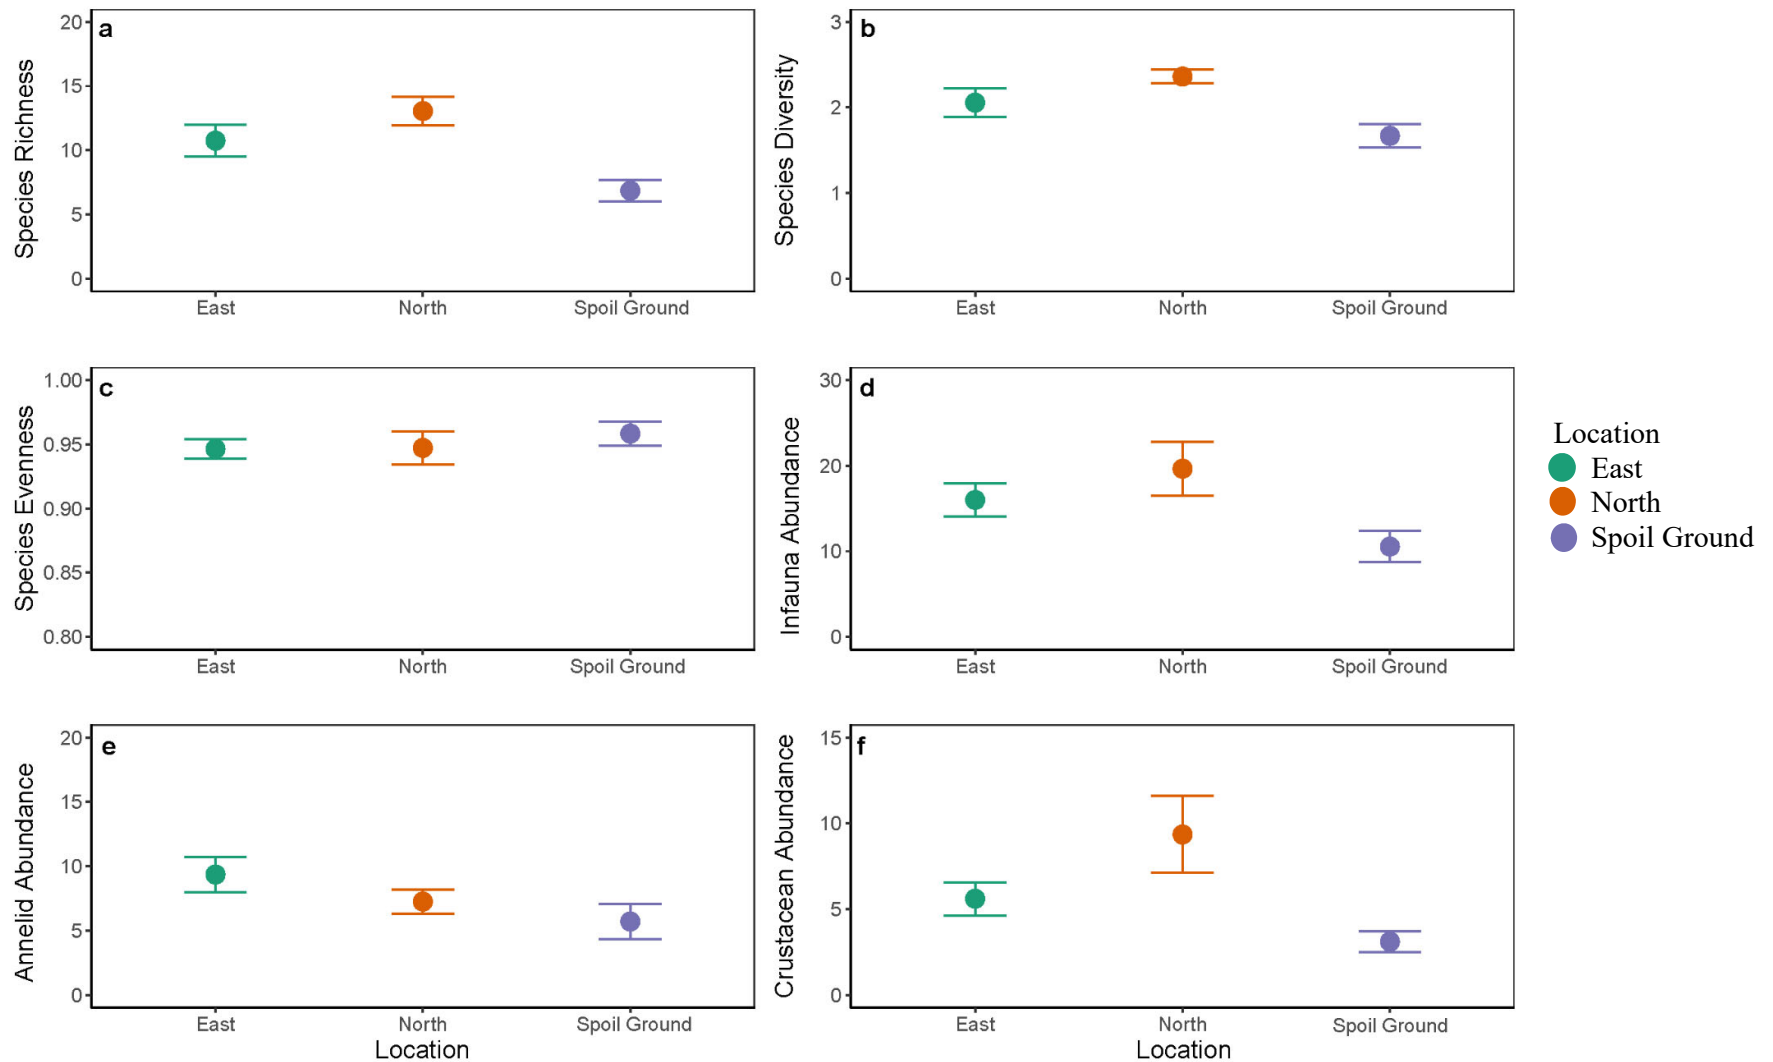 a
Species Richness
20
15
10
5
0
East North Spoil Ground
b
Species Diversity
3
2
1
0
East North Spoil Ground
c
Species Evenness
1.00
0.95
0.90
0.85
0.80
East North Spoil Ground
d
Infauna Abundance
30
20
10
0
East North Spoil Ground
Location
East
North
Spoil Ground
e
Annelid Abundance
20
15
10
5
0
East North Spoil Ground
Location
f
Crustacean Abundance
15
10
5
0
East North Spoil Ground
Location